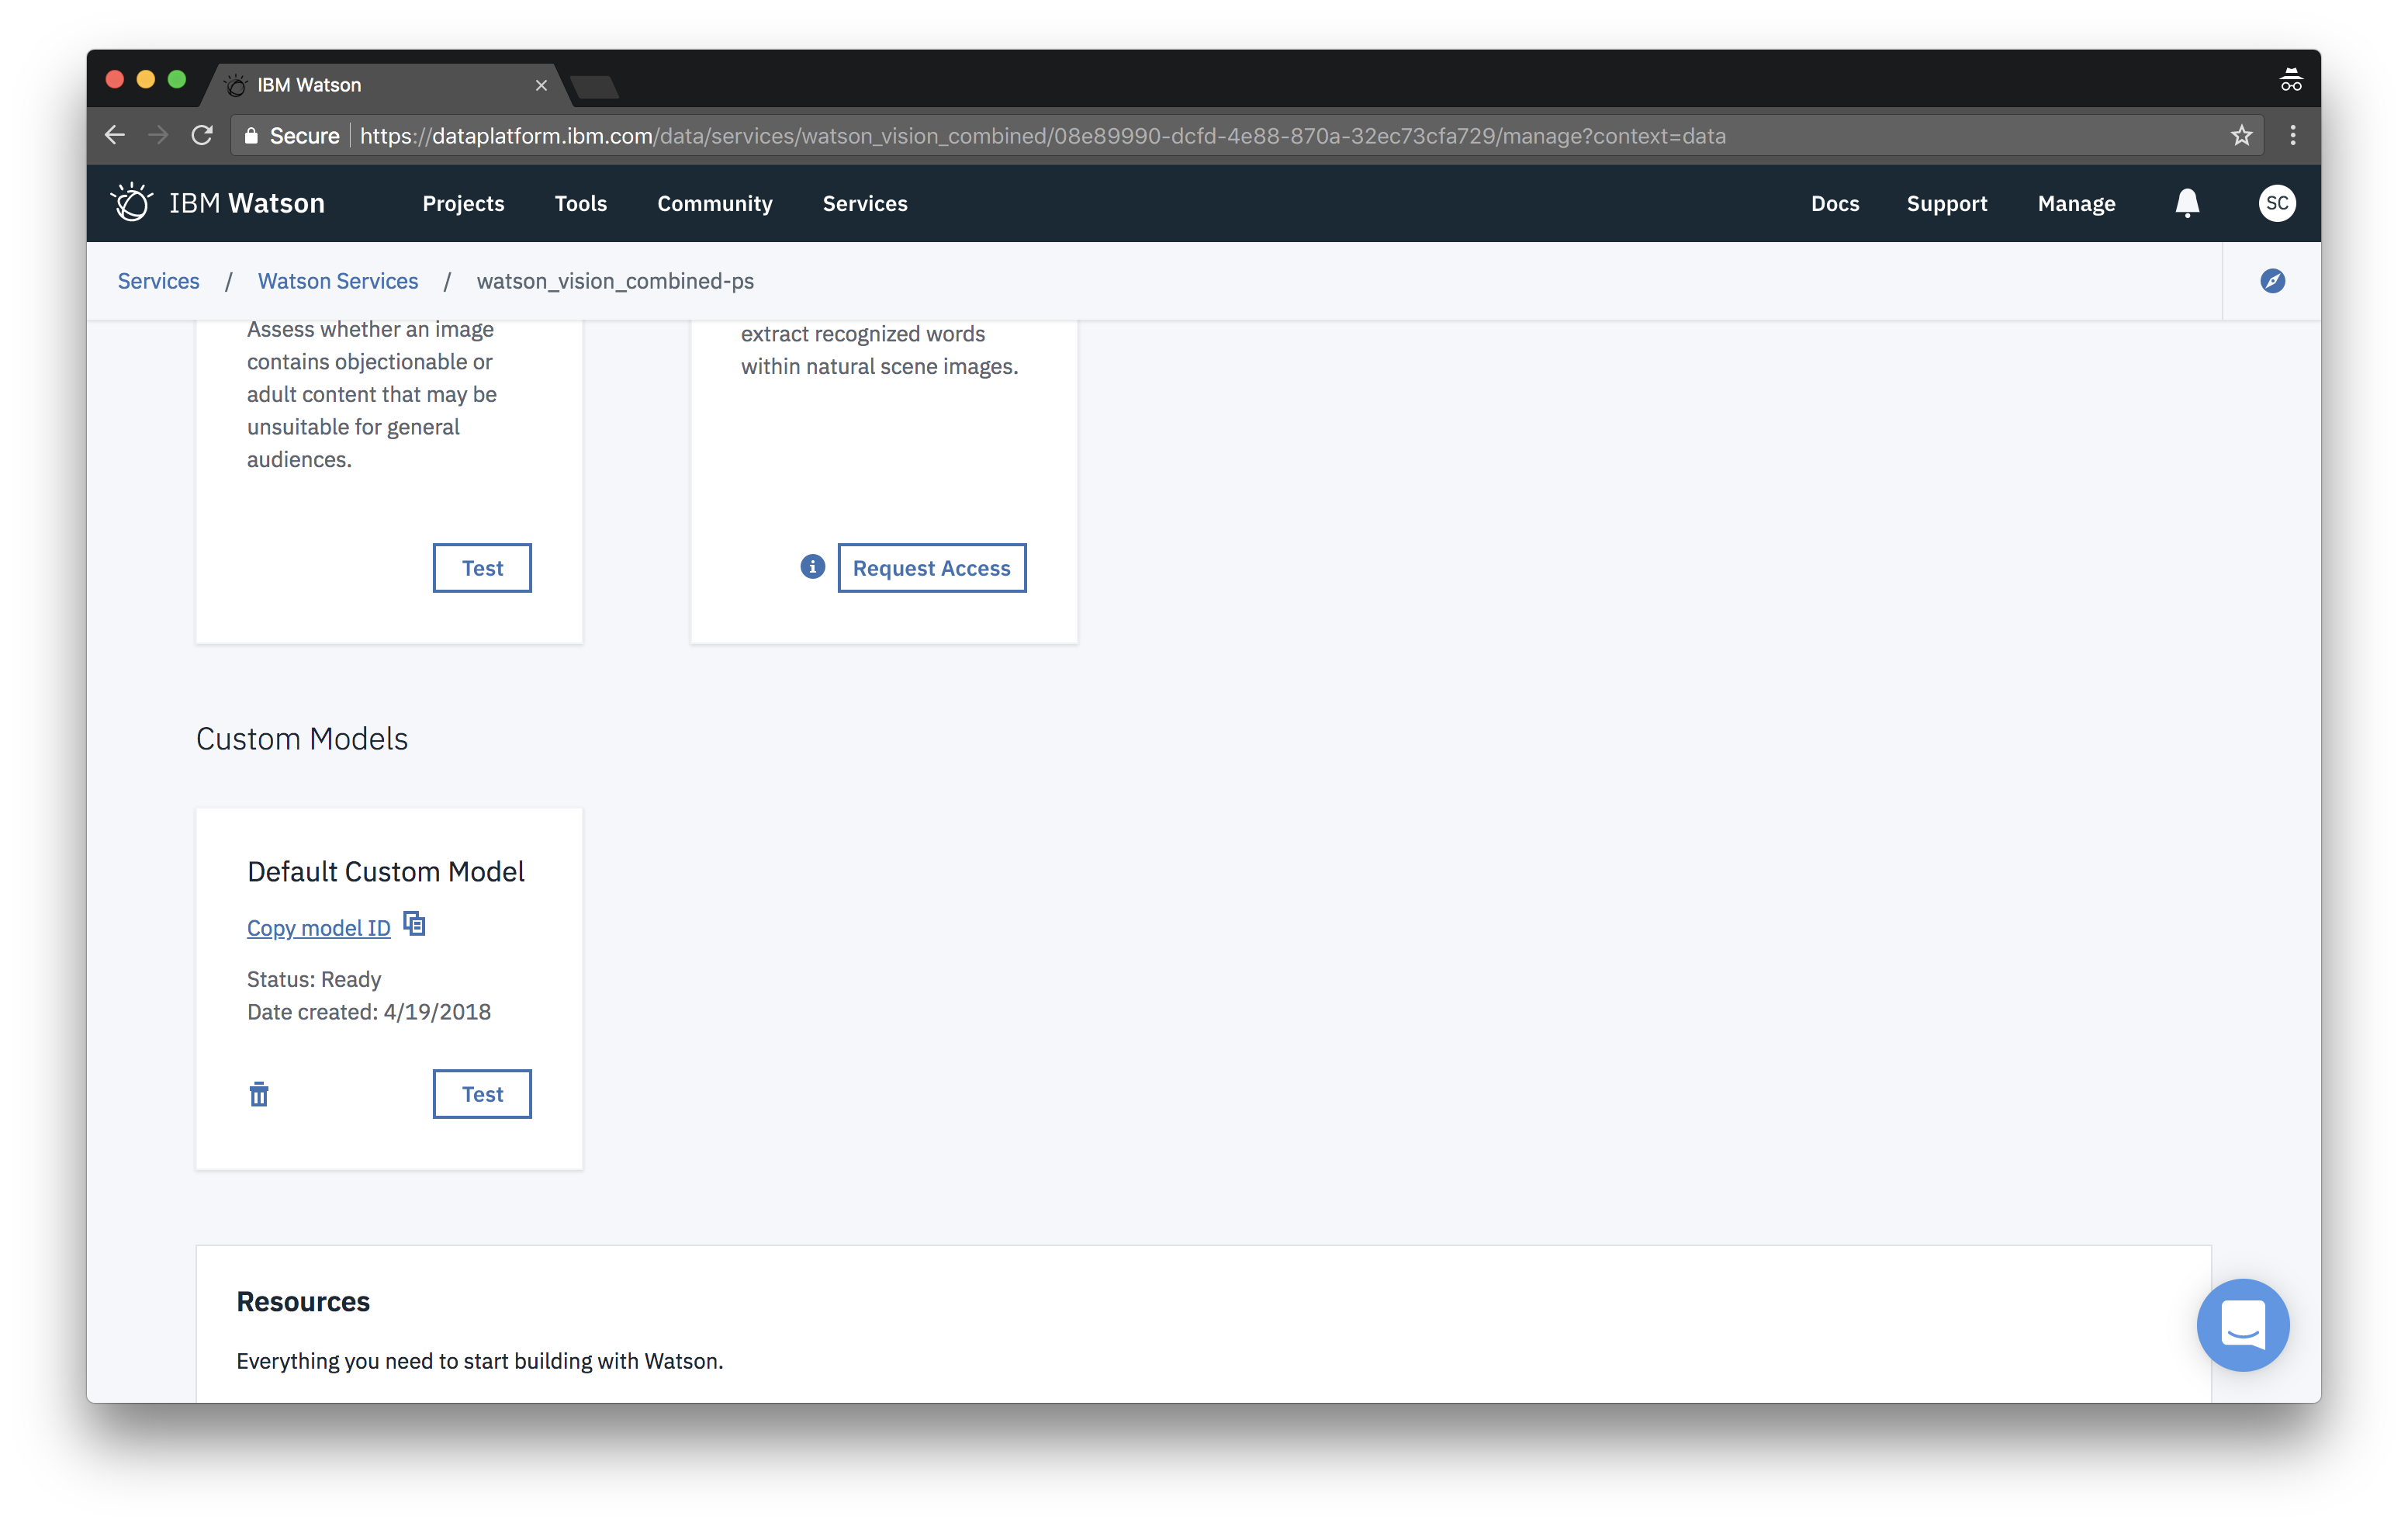 IBM Watson
Secure https://dataplatform.ibm.com/data/services/watson_vision_combined/08e89990-dcfd-4e88-870a-32ec73cfa729/manage?context=data
IBM Watson Projects Tools Community Services Docs Support Manage SC
Services / Watson Services / watson_vision_combined-ps
Assess whether an image
contains objectionable or
adult content that may be
unsuitable for general
audiences.
Test
extract recognized words
within natural scene images.
Request Access
Custom Models
Default Custom Model
Copy model ID
Status: Ready
Date created: 4/19/2018
Test
Resources
Everything you need to start building with Watson.